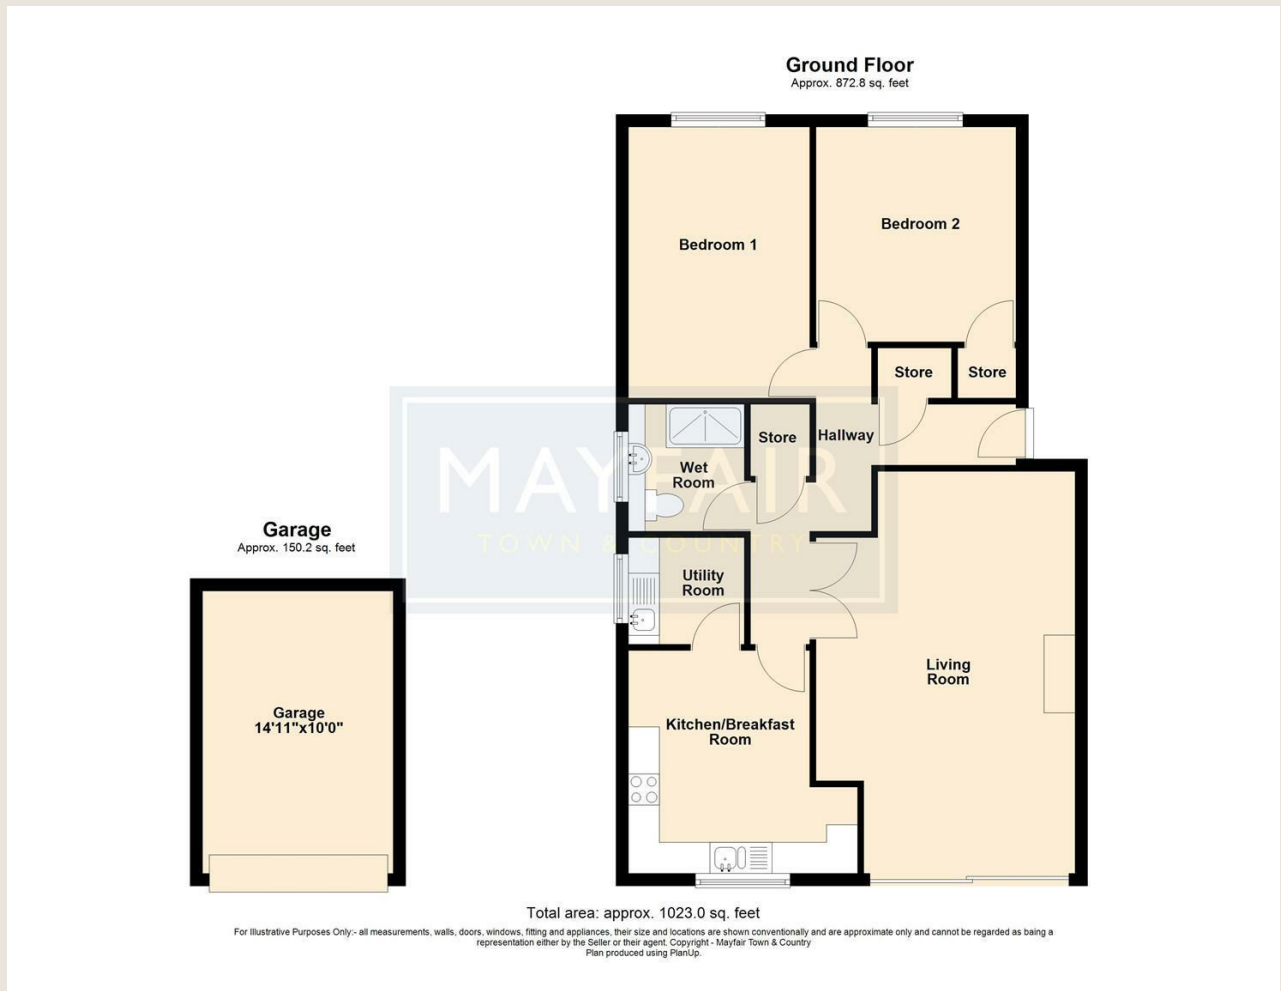 Ground Floor
Approx. 872.8 sq. feet
Bedroom 1
Bedroom 2
Store
Store
Store
Hallway
Wet
Room
MAYFAIR
TOWN & COUNTRY
Garage
Approx. 150.2 sq. feet
Utility
Room
Living
Room
Garage
14'11"x10'0"
Kitchen/Breakfast
Room
Total area: approx. 1023.0 sq. feet
For Illustrative Purposes Only:- all measurements, walls, doors, windows, fitting and appliances, their size and locations are shown conventionally and are approximate only and cannot be regarded as being a
representation either by the Seller or their agent. Copyright - Mayfair Town & Country
Plan produced using PlanUp.